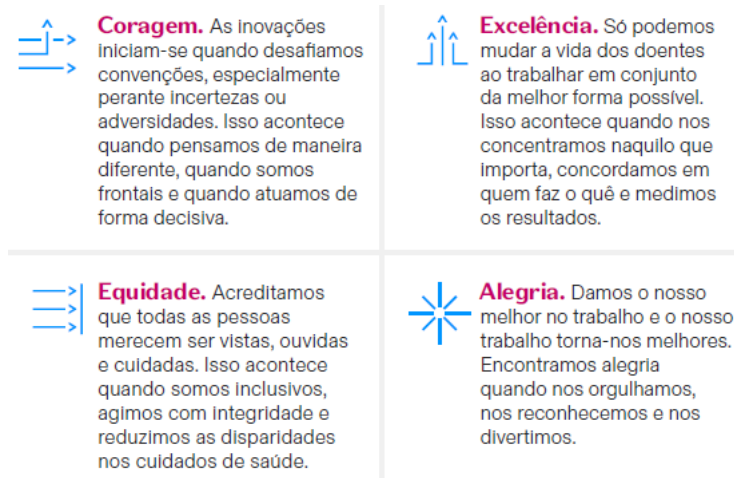 Coragem. As inovações
iniciam-se quando desafiamos
convenções, especialmente
perante incertezas ou
adversidades. Isso acontece
quando pensamos de maneira
diferente, quando somos
frontais e quando atuamos de
forma decisiva.
Excelência. Só podemos
mudar a vida dos doentes
ao trabalhar em conjunto
da melhor forma possível.
Isso acontece quando nos
concentramos naquilo que
importa, concordamos em
quem faz o quê e medimos
os resultados.
Equidade. Acreditamos
que todas as pessoas
merecem ser vistas, ouvidas
e cuidadas. Isso acontece
quando somos inclusivos,
agimos com integridade e
reduzimos as disparidades
nos cuidados de saúde.
Alegria. Damos o nosso
melhor no trabalho e o nosso
trabalho torna-nos melhores.
Encontramos alegria
quando nos orgulhamos,
nos reconhecemos e nos
divertimos.